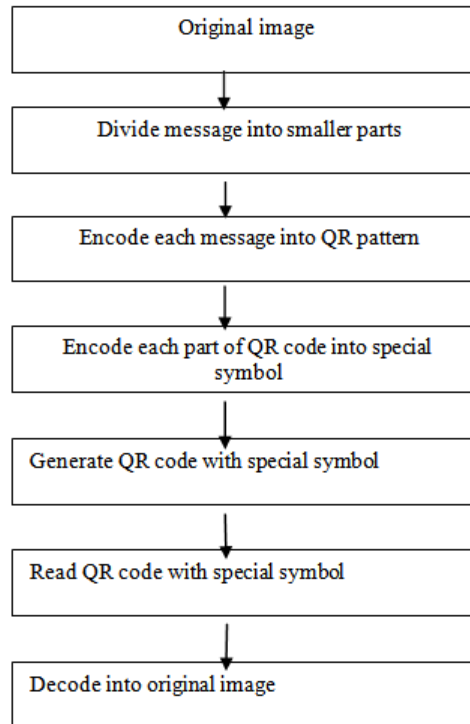 Original image
Divide message into smaller parts
Encode each message into QR pattern
Encode each part of QR code into special
symbol
Generate QR code with special symbol
Read QR code with special symbol
Decode into original image